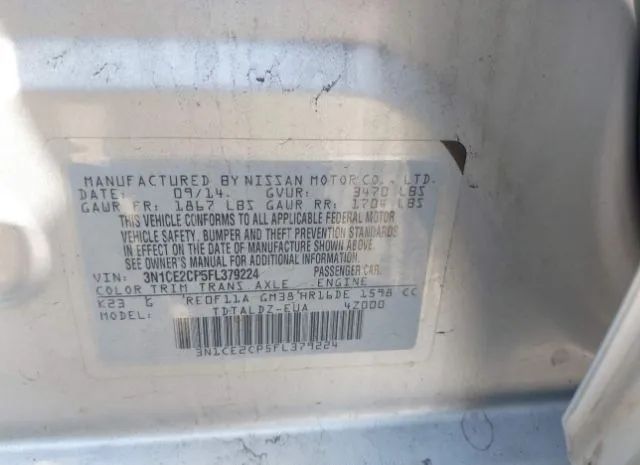 MANUFACTURED BY NISSAN MOTOR CO., LTD.
DATE: 09/14. GVUR: 3470 LBS
GAWR FR: 1867 LBS GAUR RR: 1704 LBS
THIS VEHICLE CONFORMS TO ALL APPLICABLE FEDERAL MOTOR
VEHICLE SAFETY, BUMPER AND THEFT PREVENTION STANDARDS
IN EFFECT ON THE DATE OF MANUFACTURE SHOWN ABOVE.
SEE OWNER'S MANUAL FOR ADDITIONAL INFORMATION.
VIN: 3N1CE2CP5FL379224 PASSENGER CAR.
COLOR TRIM TRANS AXLE ENGINE
K23 G RE0F11A GM38 HR16DE 1598 CC
MODEL: TDTALDZ-EUA 4Z000
3N1CE2CP5FL379224